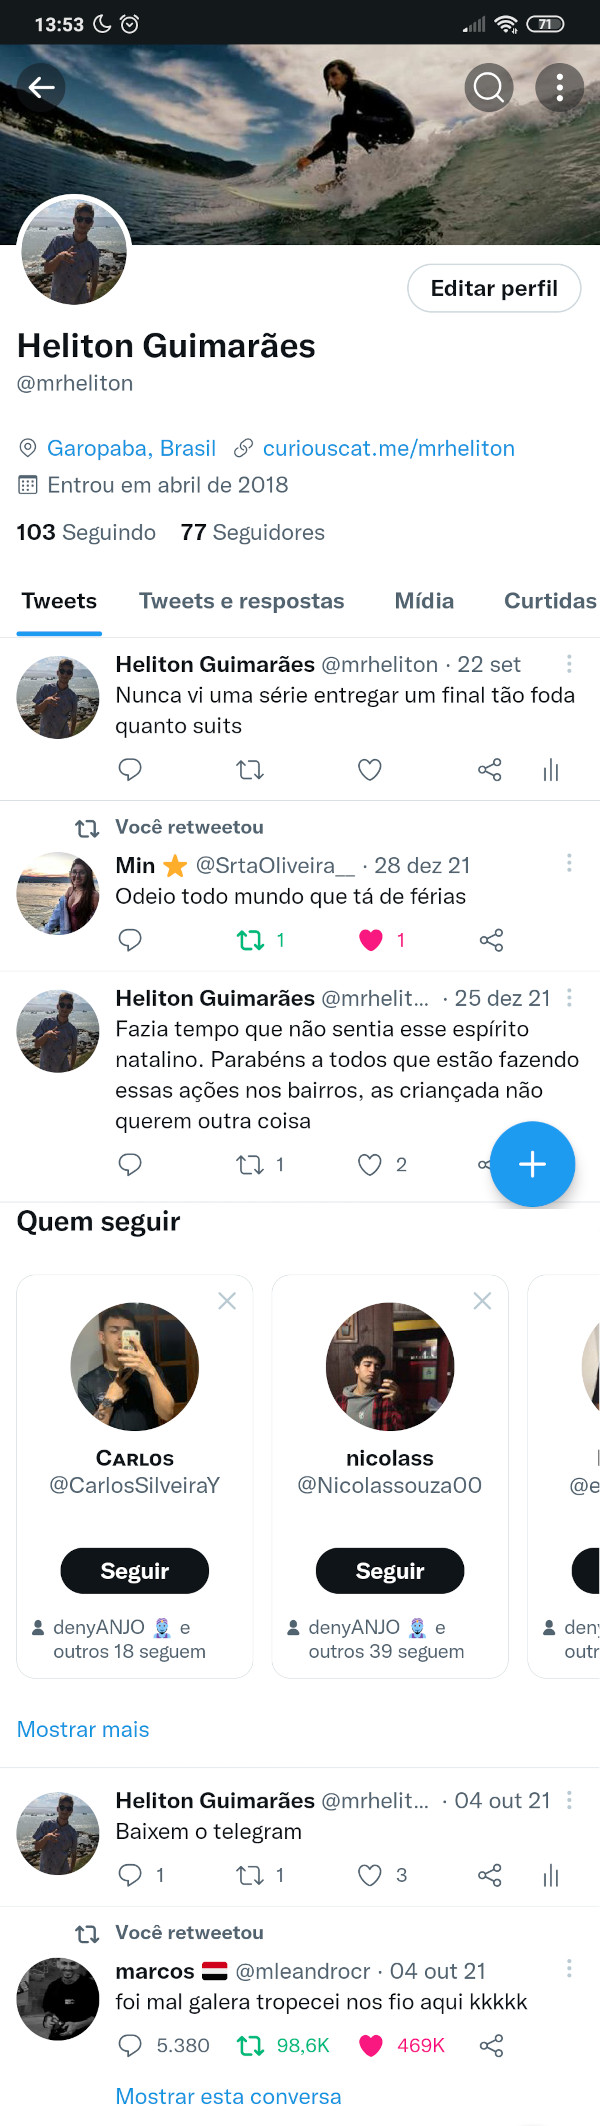 13:53
71
Editar perfil
Heliton Guimarães
@mrheliton
Garopaba, Brasil curiouscat.me/mrheliton
Entrou em abril de 2018
103 Seguindo 77 Seguidores
Tweets Tweets e respostas Mídia Curtidas
Heliton Guimarães @mrheliton · 22 set
Nunca vi uma série entregar um final tão foda
quanto suits
Você retweetou
Min ⭐ @SrtaOliveira__ · 28 dez 21
Odeio todo mundo que tá de férias
1 1
Heliton Guimarães @mrhelit... · 25 dez 21
Fazia tempo que não sentia esse espírito
natalino. Parabéns a todos que estão fazendo
essas ações nos bairros, as criançada não
querem outra coisa
1 2
Quem seguir
Cᴀʀʟᴏs nicolass
@CarlosSilveiraY @Nicolassouza00 @e
Seguir Seguir
denyANJO e denyANJO e den
outros 18 seguem outros 39 seguem outr
Mostrar mais
Heliton Guimarães @mrhelit... · 04 out 21
Baixem o telegram
1 1 3
Você retweetou
marcos @mleandrocr · 04 out 21
foi mal galera tropecei nos fio aqui kkkkk
5.380 98,6K 469K
Mostrar esta conversa